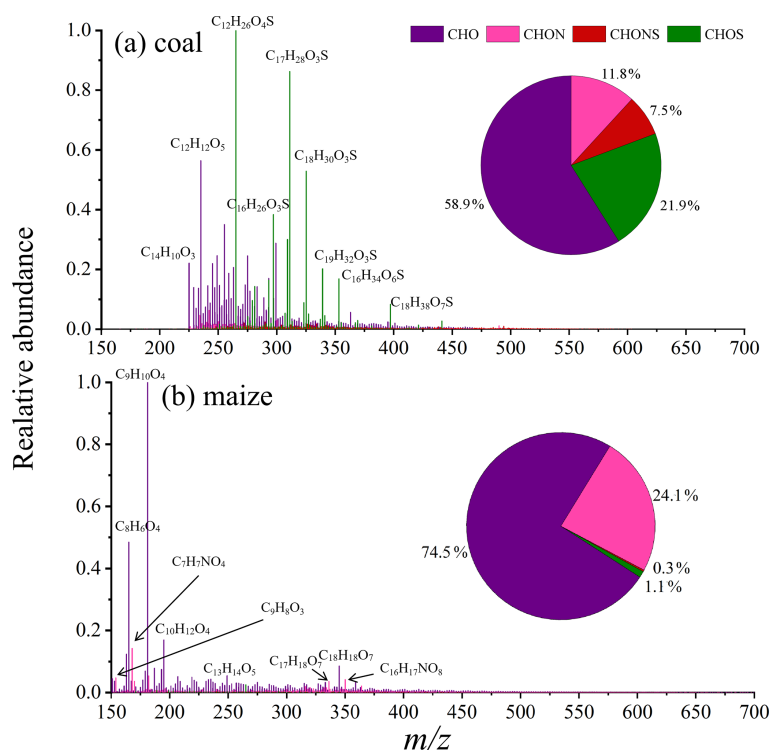 (a) coal
CHO CHON CHONS CHOS
C12H26O4S
C17H28O3S
C12H12O5
C18H30O3S
C16H26O3S
C14H10O3
C19H32O3S
C16H34O6S
C18H38O7S
11.8%
7.5%
58.9%
21.9%
1.0
0.8
0.6
0.4
0.2
0.0
150 200 250 300 350 400 450 500 550 600 650 700
Realative abundance
(b) maize
C9H10O4
C8H6O4
C7H7NO4
C9H8O3
C10H12O4
C13H14O5
C17H18O7
C18H18O7
C16H17NO8
24.1%
74.5%
0.3%
1.1%
1.0
0.8
0.6
0.4
0.2
0.0
150 200 250 300 350 400 450 500 550 600 650 700
m/z